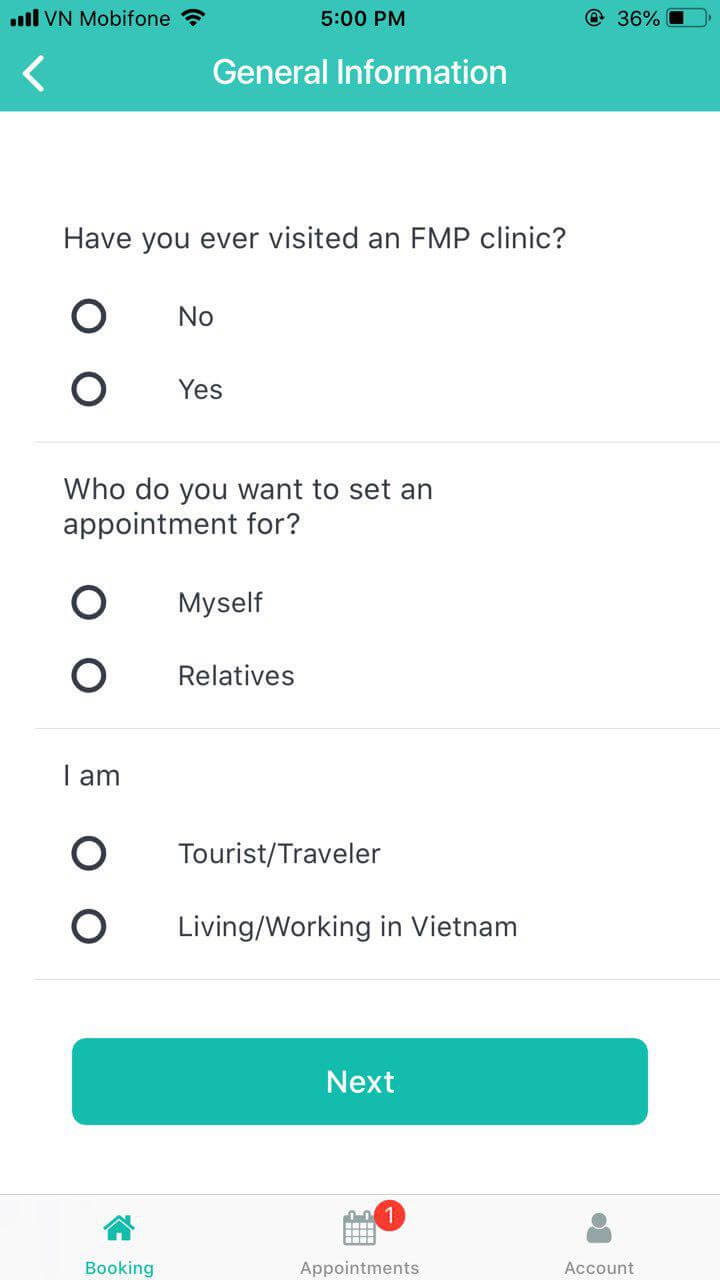 VN Mobifone 5:00 PM 36%
General Information
Have you ever visited an FMP clinic?
No
Yes
Who do you want to set an
appointment for?
Myself
Relatives
I am
Tourist/Traveler
Living/Working in Vietnam
Next
1
Booking Appointments Account